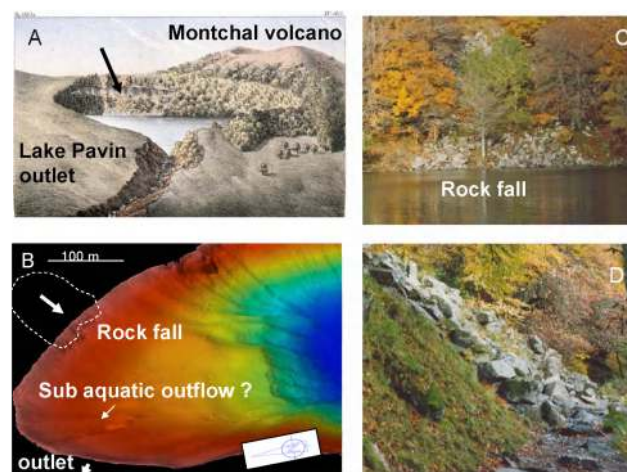 A
Montchal volcano
Lake Pavin
outlet
C
Rock fall
B
100 m
Rock fall
Sub aquatic outflow ?
outlet
D